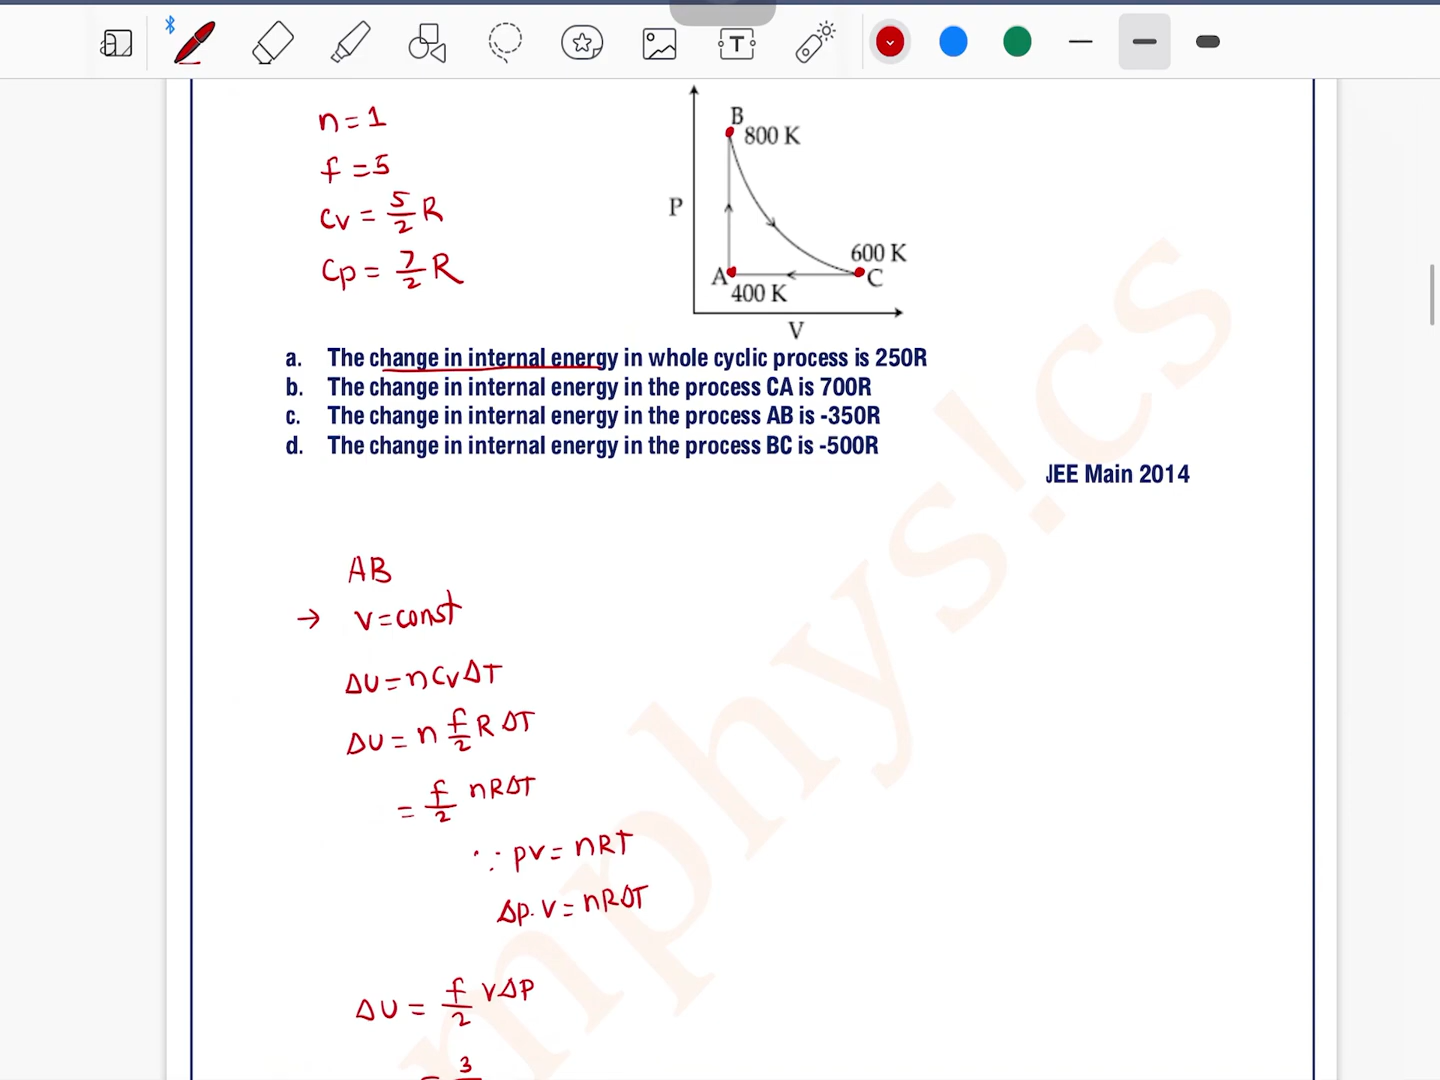 n = 1
f = 5
Cv = 5/2 R
Cp = 7/2 R
B
800 K
P
600 K
A
C
400 K
V
a. The change in internal energy in whole cyclic process is 250R
b. The change in internal energy in the process CA is 700R
c. The change in internal energy in the process AB is -350R
d. The change in internal energy in the process BC is -500R
JEE Main 2014
AB
→ V = const
ΔU = nCvΔT
ΔU = n f/2 R ΔT
= f/2 nRΔT
∵ PV = nRT
ΔP.V = nRΔT
ΔU = f/2 VΔP
= 3